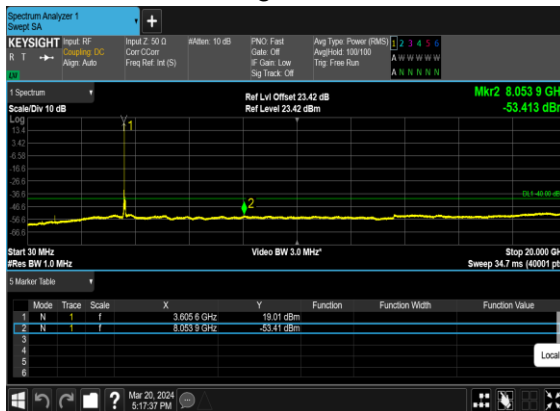 Spectrum Analyzer 1
Swept SA
KEYSIGHT
R T
Input: RF
Coupling: DC
Align: Auto
Input Z: 50 Ω
Corr CCorr
Freq Ref: Int (S)
#Atten: 10 dB
PNO: Fast
Gate: Off
IF Gain: Low
Sig Track: Off
Avg Type: Power (RMS)
Avg|Hold: 100/100
Trig: Free Run
1 2 3 4 5 6
A W W W W W
A N N N N N
1 Spectrum
Scale/Div 10 dB
Ref Lvl Offset 23.42 dB
Ref Level 23.42 dBm
Mkr2 8.053 9 GH
-53.413 dBr
Log
13.4
3.42
-6.58
-16.6
-26.6
-36.6
-46.6
-56.6
-66.6
1
2
DL1 -40.00 dB
Start 30 MHz
#Res BW 1.0 MHz
Video BW 3.0 MHz*
Stop 20.000 GH
Sweep 34.7 ms (40001 pt
5 Marker Table
Mode Trace Scale X Y Function Function Width Function Value
1 N 1 f 3.605 6 GHz 19.01 dBm
2 N 1 f 8.053 9 GHz -53.41 dBm
3
4
5
6
Local
?
Mar 20, 2024
5:17:37 PM